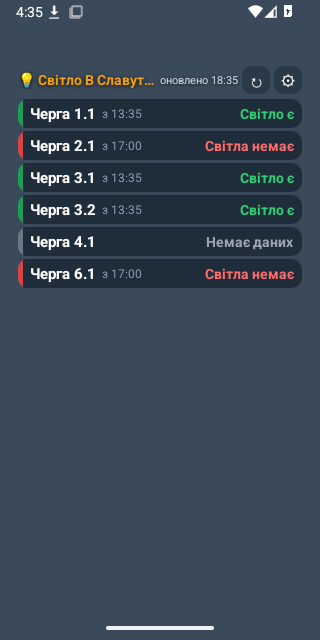 4:35
💡 Світло В Славут... оновлено 18:35
Черга 1.1 з 13:35 Світло є
Черга 2.1 з 17:00 Світла немає
Черга 3.1 з 13:35 Світло є
Черга 3.2 з 13:35 Світло є
Черга 4.1 Немає даних
Черга 6.1 з 17:00 Світла немає